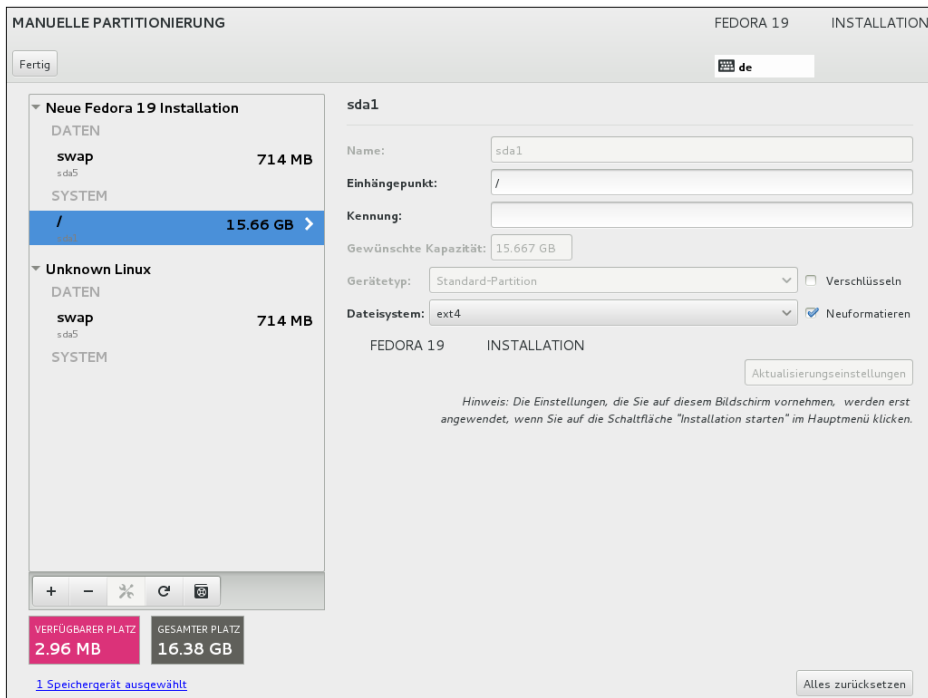 MANUELLE PARTITIONIERUNG
FEDORA 19 INSTALLATION
Fertig
de
Neue Fedora 19 Installation
DATEN
swap 714 MB
sda5
SYSTEM
/ 15.66 GB
Unknown Linux
DATEN
swap 714 MB
sda5
SYSTEM
sda1
Name: sda1
Einhängepunkt: /
Kennung:
Gewünschte Kapazität: 15.667 GB
Gerätetyp: Standard-Partition Verschlüsseln
Dateisystem: ext4 Neuformatieren
FEDORA 19 INSTALLATION
Aktualisierungseinstellungen
Hinweis: Die Einstellungen, die Sie auf diesem Bildschirm vornehmen, werden erst
angewendet, wenn Sie auf die Schaltfläche "Installation starten" im Hauptmenü klicken.
VERFÜGBARER PLATZ
2.96 MB
GESAMTER PLATZ
16.38 GB
1 Speichergerät ausgewählt
Alles zurücksetzen